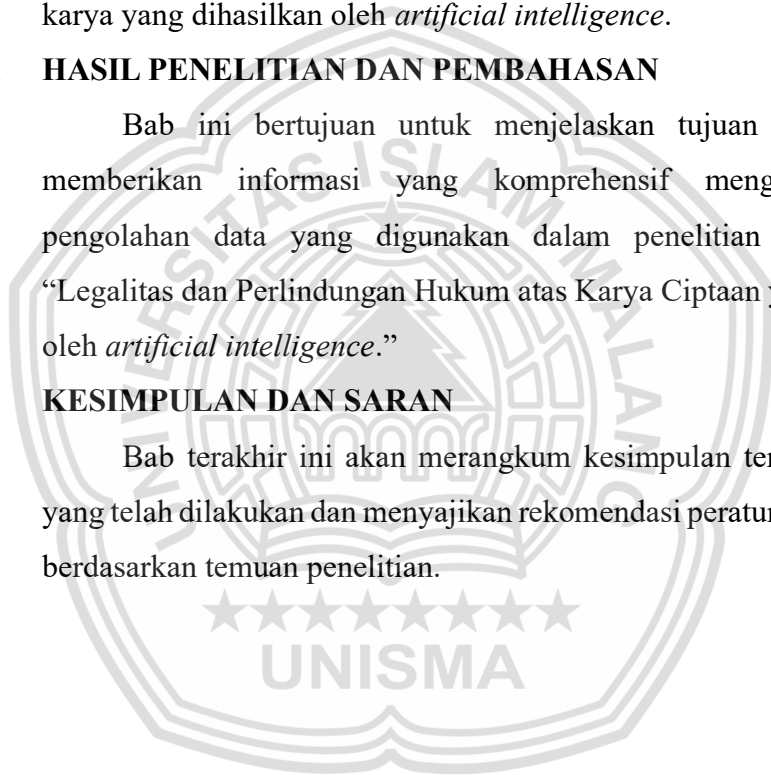 karya yang dihasilkan oleh artificial intelligence.
HASIL PENELITIAN DAN PEMBAHASAN
Bab ini bertujuan untuk menjelaskan tujuan
memberikan informasi yang komprehensif meng
pengolahan data yang digunakan dalam penelitian
“Legalitas dan Perlindungan Hukum atas Karya Ciptaan y
oleh artificial intelligence.”
KESIMPULAN DAN SARAN
Bab terakhir ini akan merangkum kesimpulan ter
yang telah dilakukan dan menyajikan rekomendasi peratur
berdasarkan temuan penelitian.
UNIVERSITAS ISLAM MALANG
UNISMA